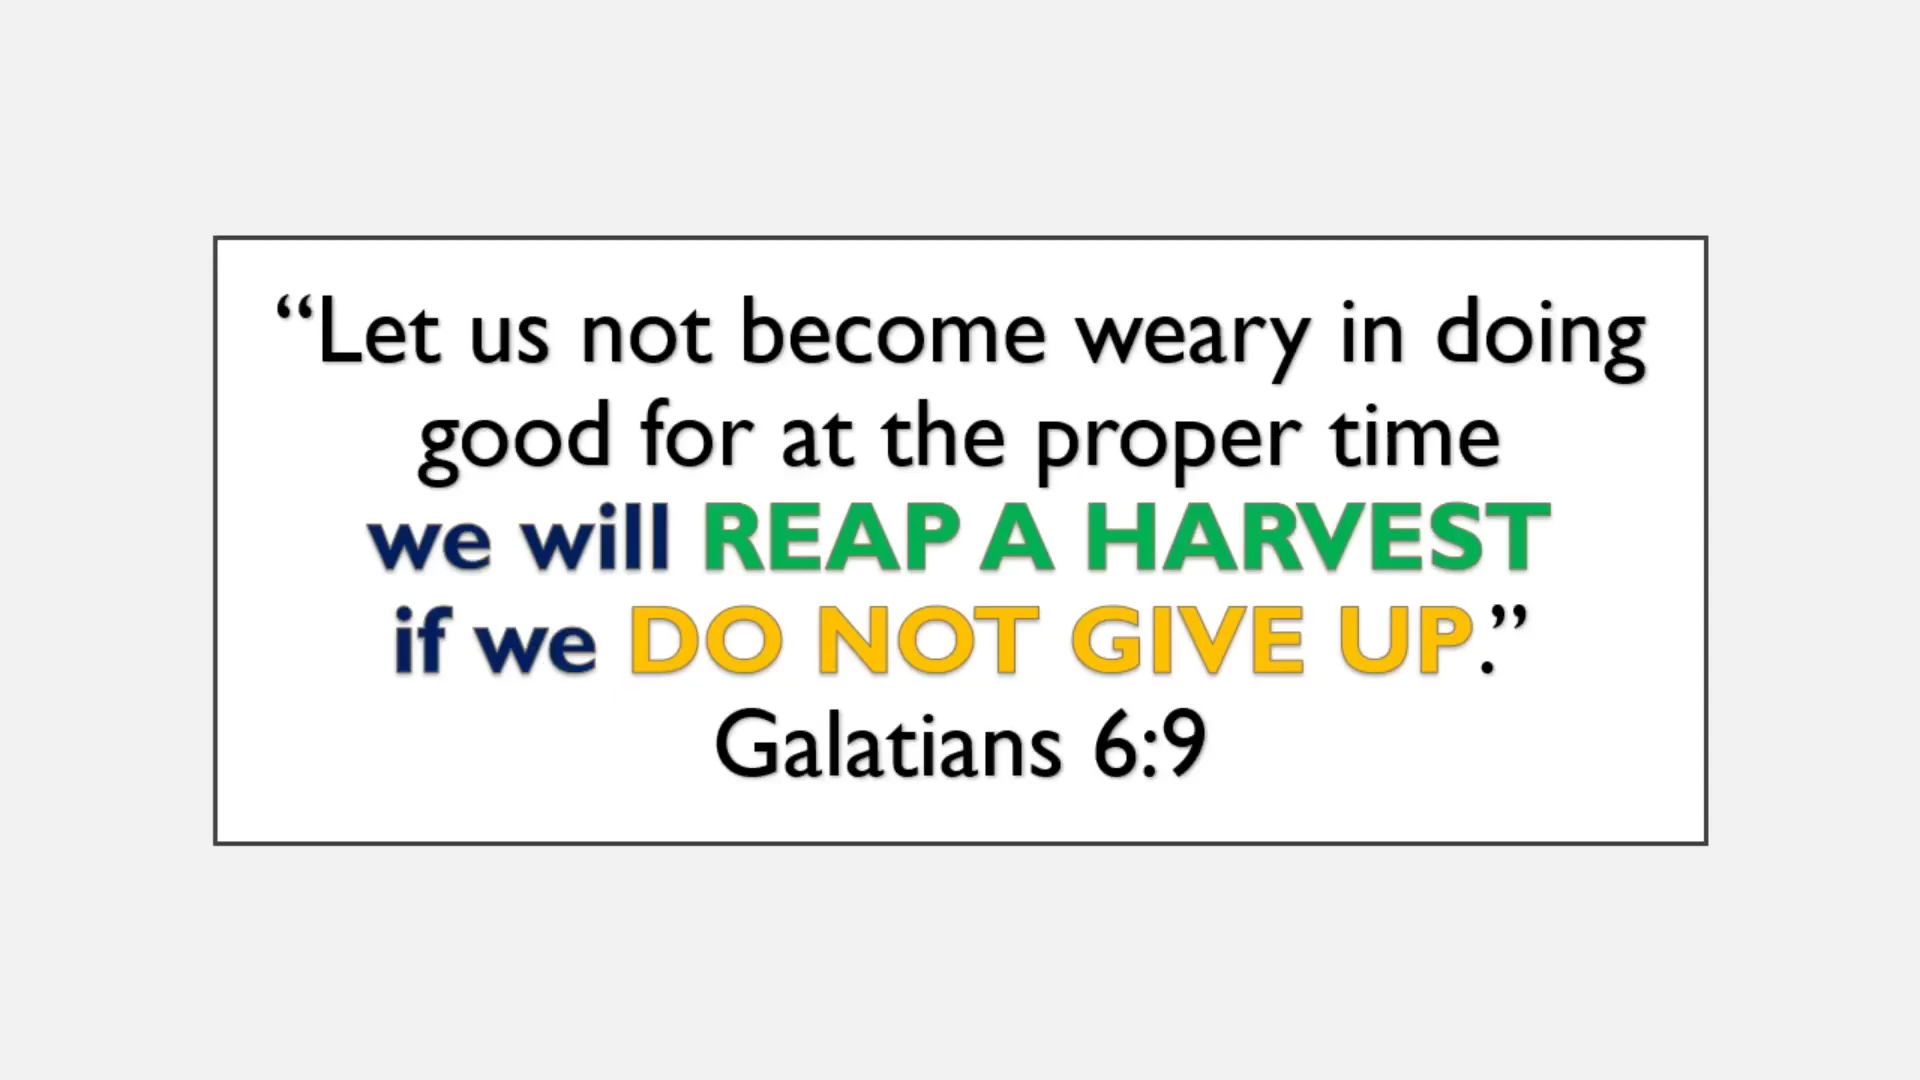 “Let us not become weary in doing
good for at the proper time
we will REAP A HARVEST
if we DO NOT GIVE UP.”
Galatians 6:9